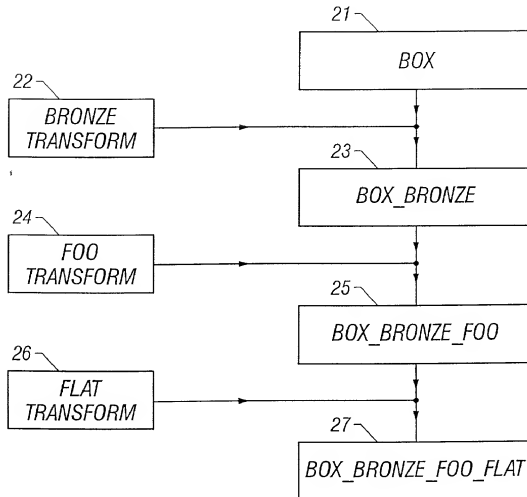 21
BOX
22
BRONZE
TRANSFORM
23
BOX_BRONZE
24
FOO
TRANSFORM
25
BOX_BRONZE_FOO
26
FLAT
TRANSFORM
27
BOX_BRONZE_FOO_FLAT